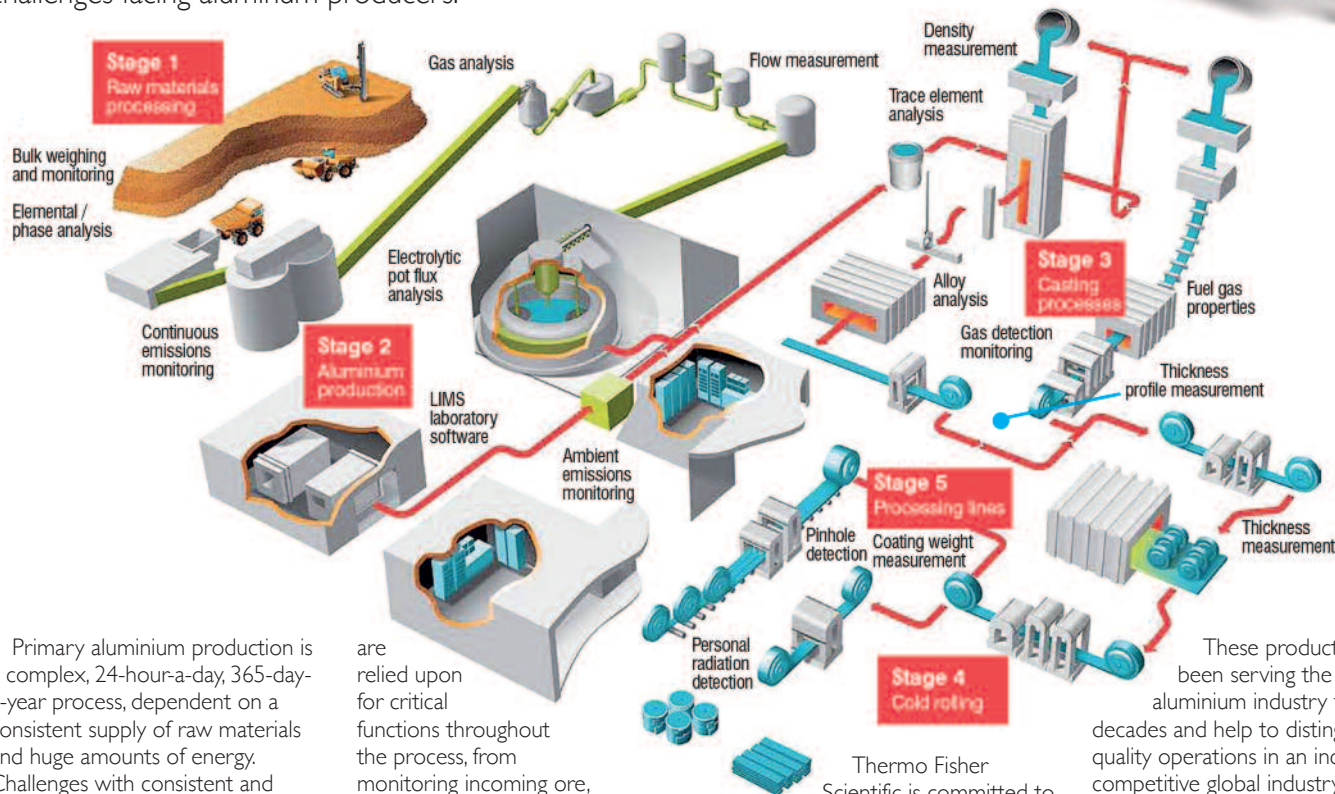 challenges facing aluminum producers.
Stage 1
Raw materials
processing
Bulk weighing
and monitoring
Elemental /
phase analysis
Continuous
emissions
monitoring
Gas analysis
Flow measurement
Stage 2
Aluminium
production
Electrolytic
pot flux
analysis
LIMS
laboratory
software
Ambient
emissions
monitoring
Density
measurement
Trace element
analysis
Stage 3
Casting
processes
Alloy
analysis
Gas detection
monitoring
Fuel gas
properties
Thickness
profile measurement
Thickness
measurement
Stage 5
Processing lines
Pinhole
detection
Coating weight
measurement
Personal
radiation
detection
Stage 4
Cold rolling
Primary aluminium production is
complex, 24-hour-a-day, 365-day-
-year process, dependent on a
onsistent supply of raw materials
nd huge amounts of energy.
Challenges with consistent and
are
relied upon
for critical
functions throughout
the process, from
monitoring incoming ore,
Thermo Fisher
Scientific is committed to
These product
been serving the
aluminium industry
decades and help to disting
quality operations in an in
competitive global industry